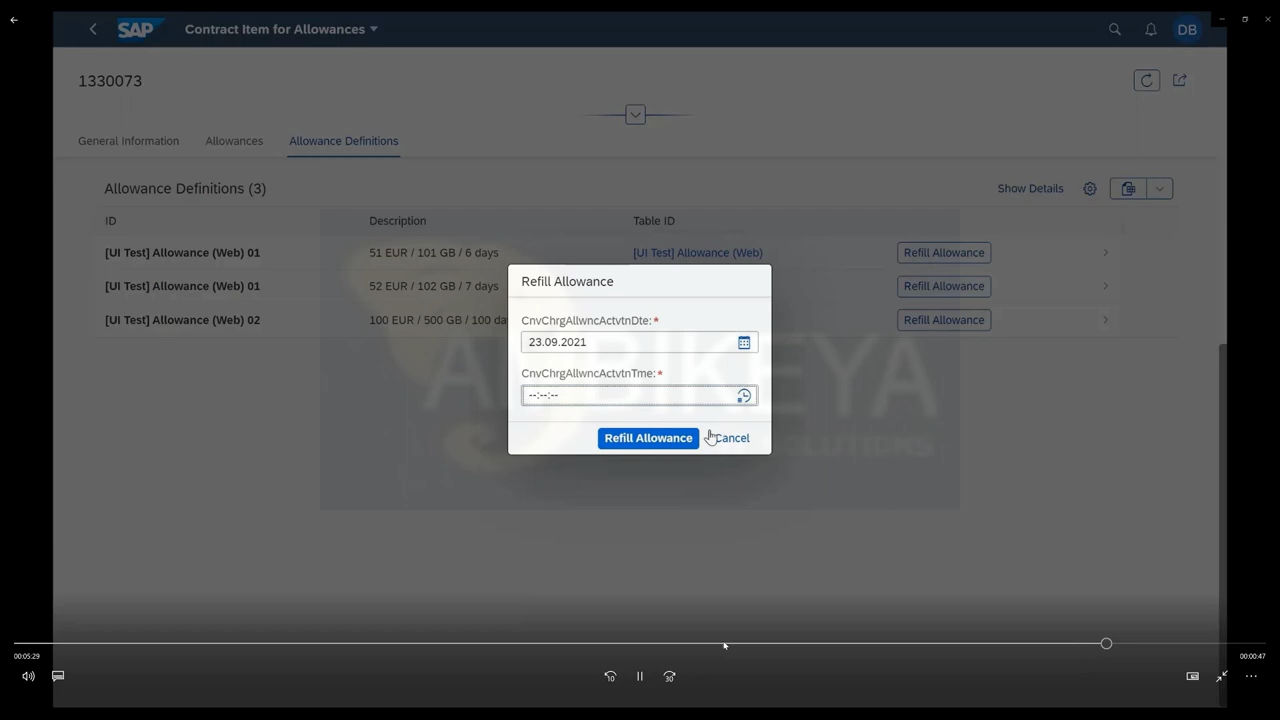 SAP Contract Item for Allowances DB
1330073
General Information Allowances Allowance Definitions
Allowance Definitions (3) Show Details
ID Description Table ID
[UI Test] Allowance (Web) 01 51 EUR / 101 GB / 6 days [UI Test] Allowance (Web) Refill Allowance
[UI Test] Allowance (Web) 01 52 EUR / 102 GB / 7 days Refill Allowance
[UI Test] Allowance (Web) 02 100 EUR / 500 GB / 100 da Refill Allowance
Refill Allowance
CnvChrgAllwncActvtnDte: *
23.09.2021
CnvChrgAllwncActvtnTme: *
--:--:--
Refill Allowance Cancel
00:05:29 00:00:47
10 30